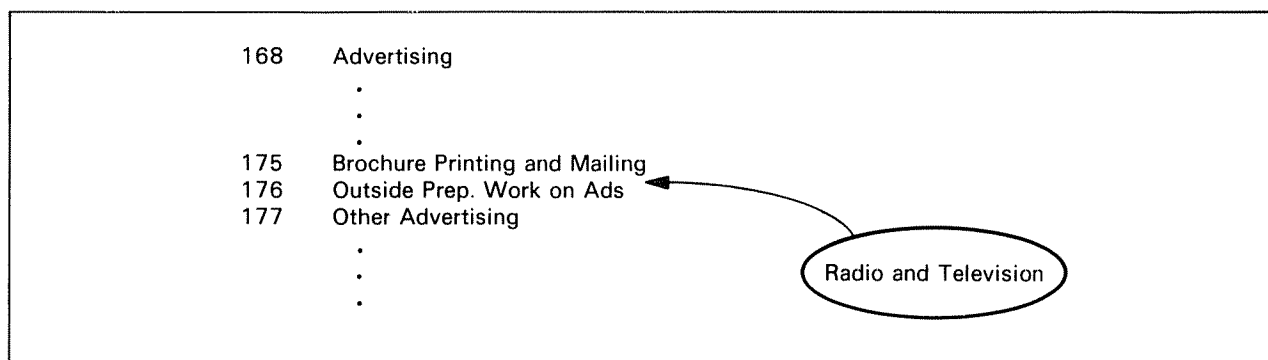 168 Advertising
.
.
.
175 Brochure Printing and Mailing
176 Outside Prep. Work on Ads
177 Other Advertising
.
.
.
Radio and Television